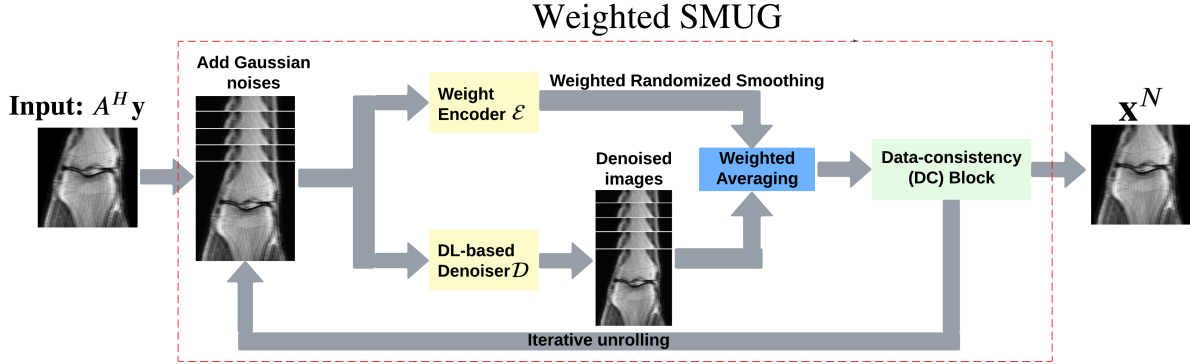 Weighted SMUG
Add Gaussian
noises
Input: A^H y
Weight
Encoder ℰ
Weighted Randomized Smoothing
x^N
Denoised
images
Weighted
Averaging
Data-consistency
(DC) Block
DL-based
Denoiser 𝒟
Iterative unrolling